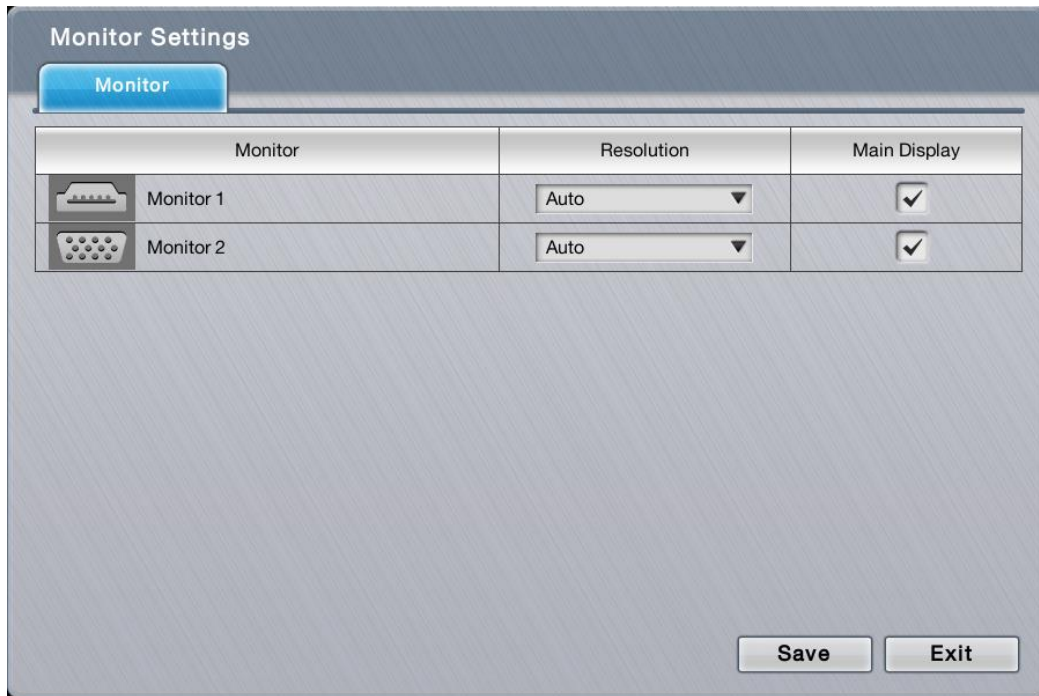 Monitor Settings
Monitor
Monitor Resolution Main Display
Monitor 1 Auto
Monitor 2 Auto
Save Exit